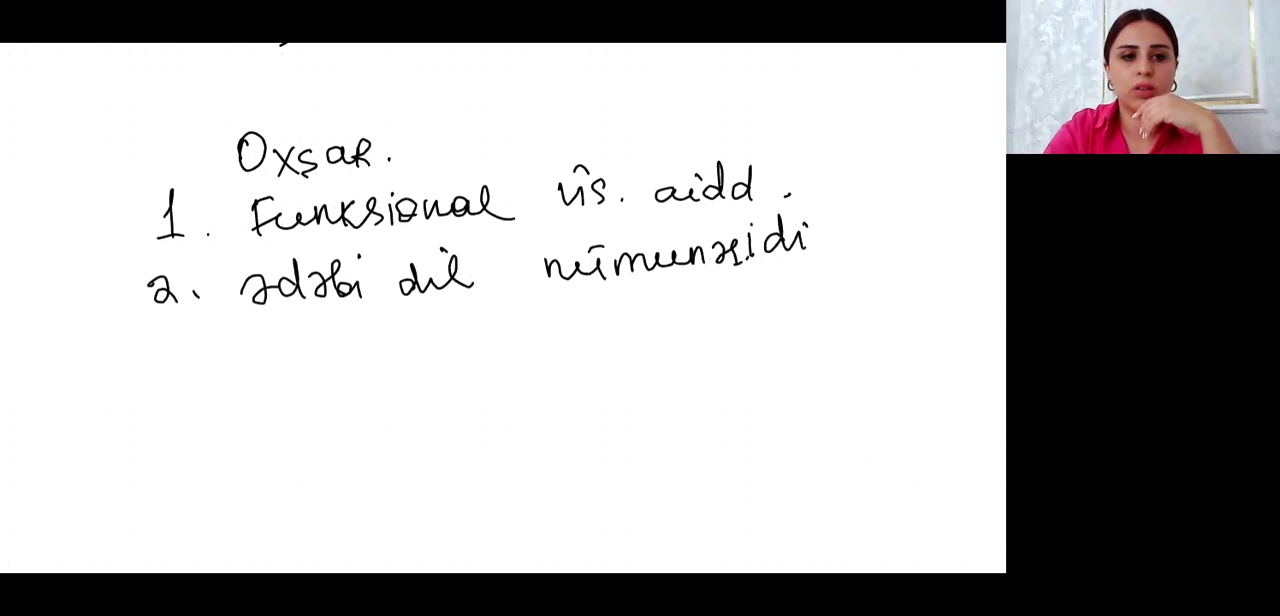 Oxşar.
1. Funksional üs. aidd.
2. ədəbi dil nümunəsidi